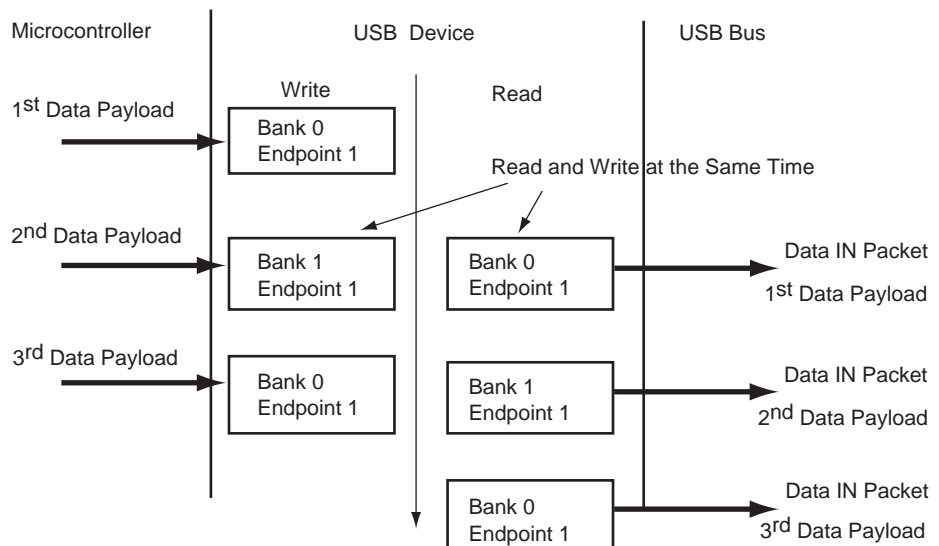 Microcontroller
USB Device
USB Bus
Write
Read
1st Data Payload
Bank 0
Endpoint 1
Read and Write at the Same Time
2nd Data Payload
Bank 1
Endpoint 1
Bank 0
Endpoint 1
Data IN Packet
1st Data Payload
3rd Data Payload
Bank 0
Endpoint 1
Bank 1
Endpoint 1
Data IN Packet
2nd Data Payload
Bank 0
Endpoint 1
Data IN Packet
3rd Data Payload